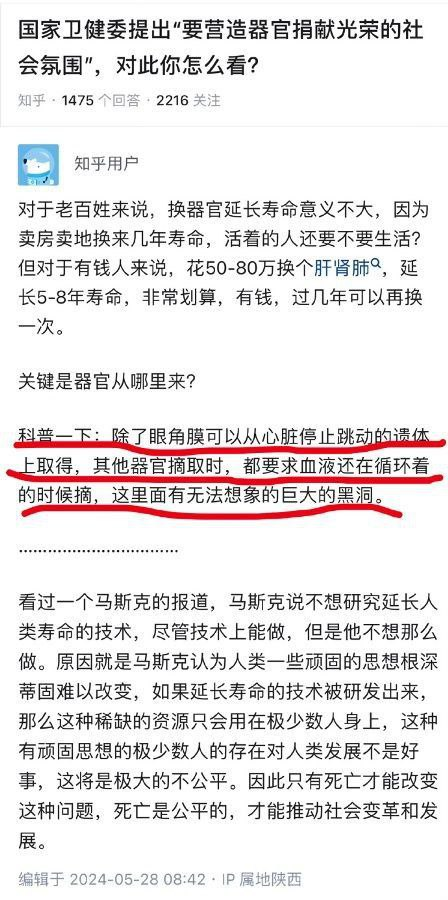 国家卫健委提出“要营造器官捐献光荣的社
会氛围”，对此你怎么看?
知乎 · 1475 个回答 · 2216 关注
知乎用户
对于老百姓来说，换器官延长寿命意义不大，因为
卖房卖地换来几年寿命，活着的人还要不要生活？
但对于有钱人来说，花50-80万换个肝肾肺，延
长5-8年寿命，非常划算，有钱，过几年可以再换
一次。
关键是器官从哪里来？
科普一下：除了眼角膜可以从心脏停止跳动的遗体
上取得，其他器官摘取时，都要求血液还在循环着
的时候摘，这里面有无法想象的巨大的黑洞。
................................
看过一个马斯克的报道，马斯克说不想研究延长人
类寿命的技术，尽管技术上能做，但是他不想那么
做。原因就是马斯克认为人类一些顽固的思想根深
蒂固难以改变，如果延长寿命的技术被研发出来，
那么这种稀缺的资源只会用在极少数人身上，这种
有顽固思想的极少数人的存在对人类发展不是好
事，这将是极大的不公平。因此只有死亡才能改变
这种问题，死亡是公平的，才能推动社会变革和发
展。
编辑于 2024-05-28 08:42 · IP 属地陕西